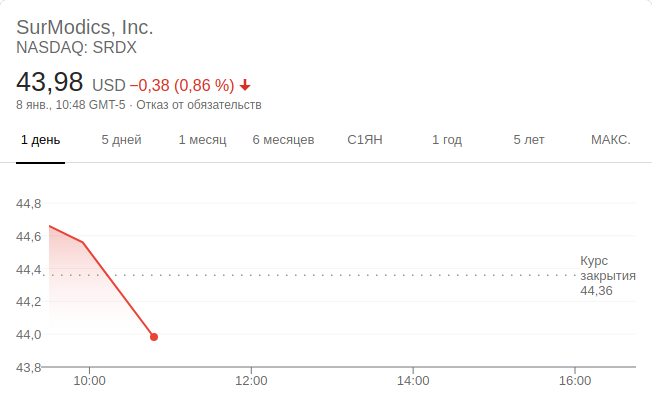 SurModics, Inc.
NASDAQ: SRDX
43,98 USD −0,38 (0,86 %)
8 янв., 10:48 GMT-5 · Отказ от обязательств
1 день 5 дней 1 месяц 6 месяцев С1ЯН 1 год 5 лет МАКС.
44,8
44,6
44,4
44,2
44,0
43,8
Курс
закрытия
44,36
10:00 12:00 14:00 16:00